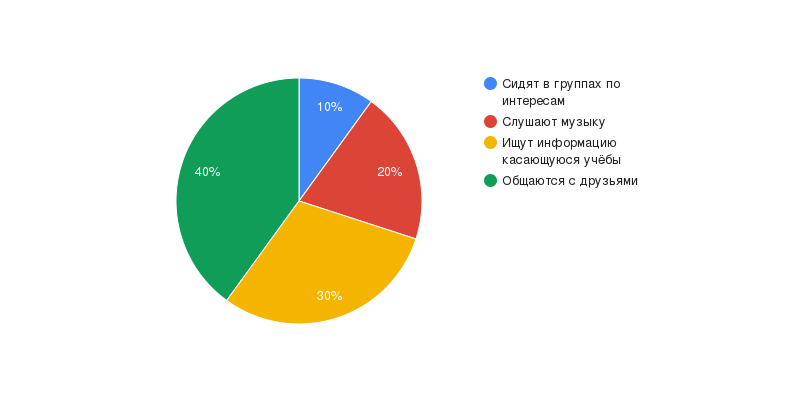 10%
20%
30%
40%
Сидят в группах по
интересам
Слушают музыку
Ищут информацию
касающуюся учёбы
Общаются с друзьями